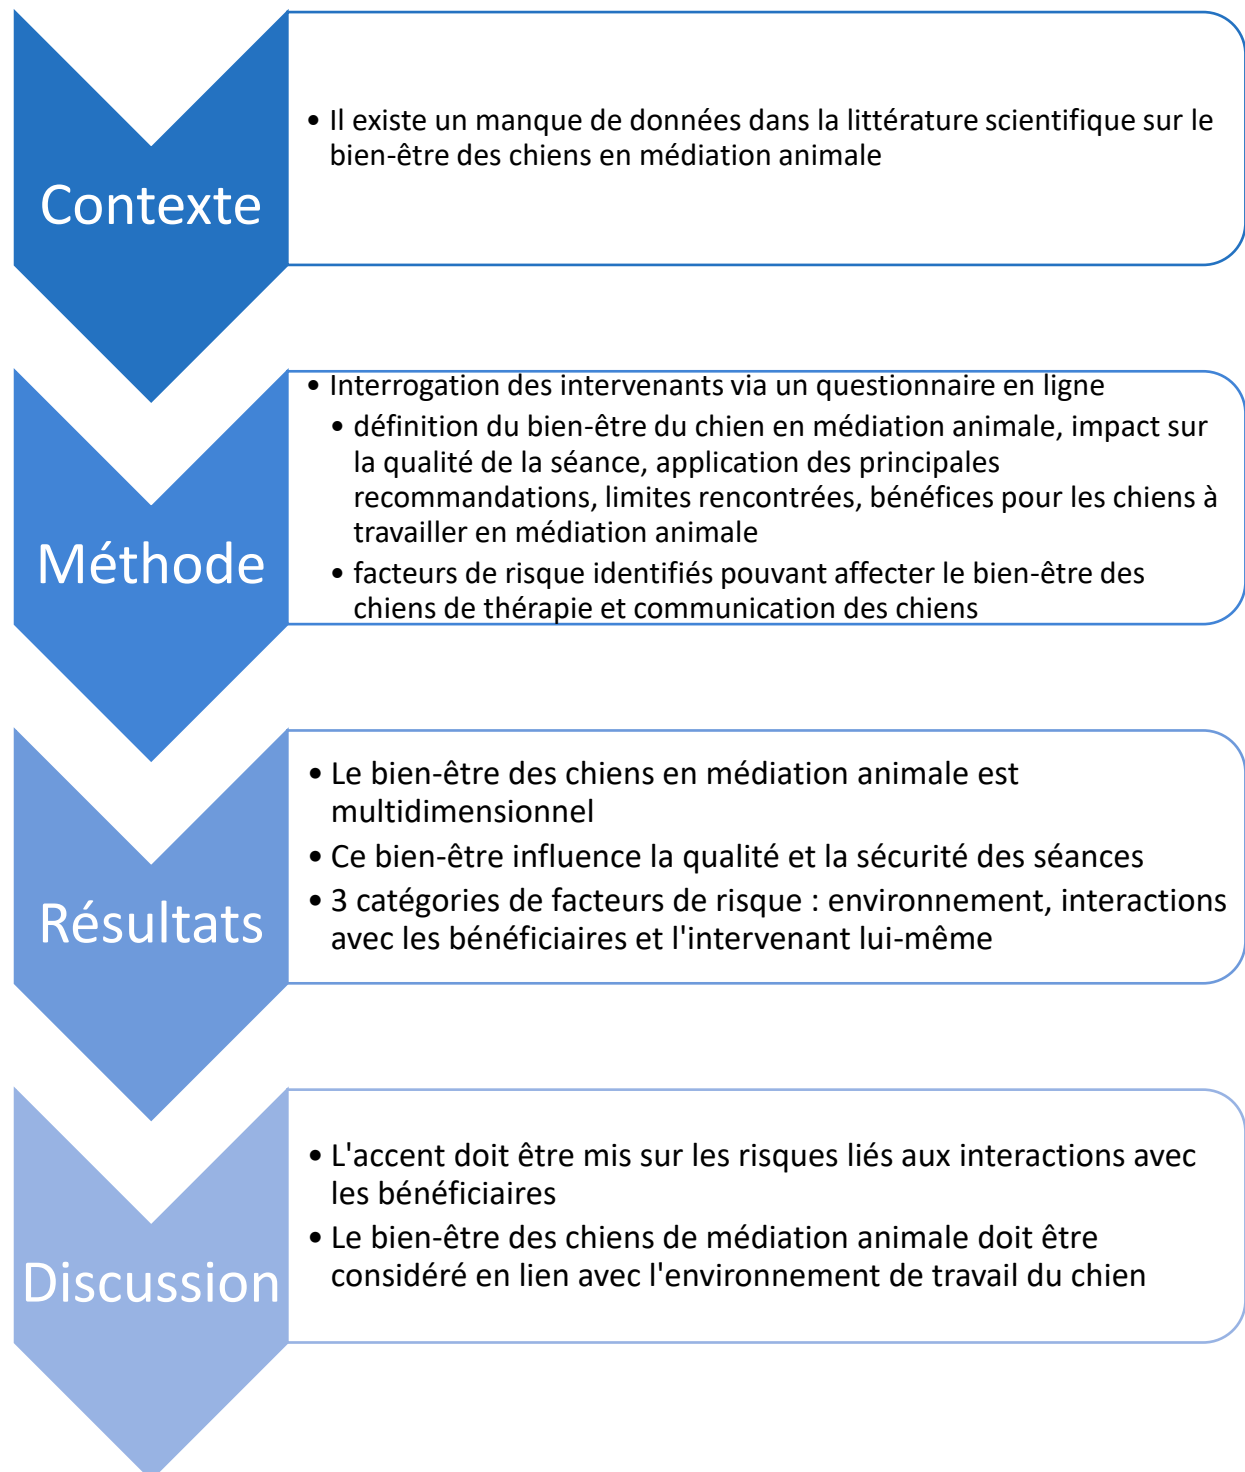 Contexte
• Il existe un manque de données dans la littérature scientifique sur le
bien-être des chiens en médiation animale
Méthode
• Interrogation des intervenants via un questionnaire en ligne
• définition du bien-être du chien en médiation animale, impact sur
la qualité de la séance, application des principales
recommandations, limites rencontrées, bénéfices pour les chiens à
travailler en médiation animale
• facteurs de risque identifiés pouvant affecter le bien-être des
chiens de thérapie et communication des chiens
Résultats
• Le bien-être des chiens en médiation animale est
multidimensionnel
• Ce bien-être influence la qualité et la sécurité des séances
• 3 catégories de facteurs de risque : environnement, interactions
avec les bénéficiaires et l'intervenant lui-même
Discussion
• L'accent doit être mis sur les risques liés aux interactions avec
les bénéficiaires
• Le bien-être des chiens de médiation animale doit être
considéré en lien avec l'environnement de travail du chien